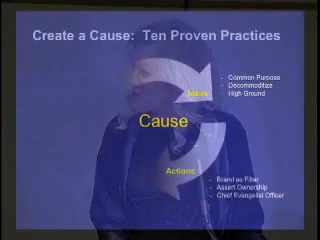 Create a Cause: Ten Proven Practices
- Common Purpose
- Decommoditize
- High Ground
Ideals
Cause
Actions
- Brand as Pillar
- Assert Ownership
- Chief Evangelist Officer